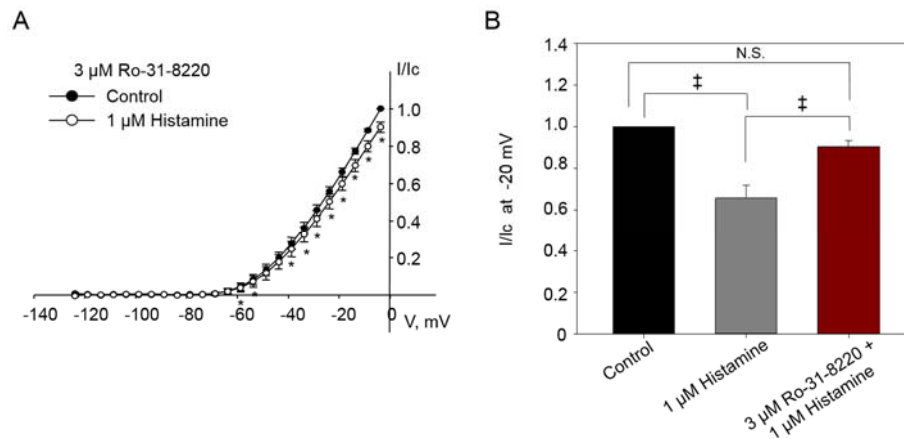 A
3 µM Ro-31-8220
Control
1 µM Histamine
I/Ic
1.0
0.8
0.6
0.4
0.2
* * * * * * * * * *
-140 -120 -100 -80 -60 -40 -20 0
V, mV
B
I/Ic at -20 mV
1.4
1.2
1.0
0.8
0.6
0.4
0.2
0
N.S.
‡
‡
Control
1 µM Histamine
3 µM Ro-31-8220 +
1 µM Histamine